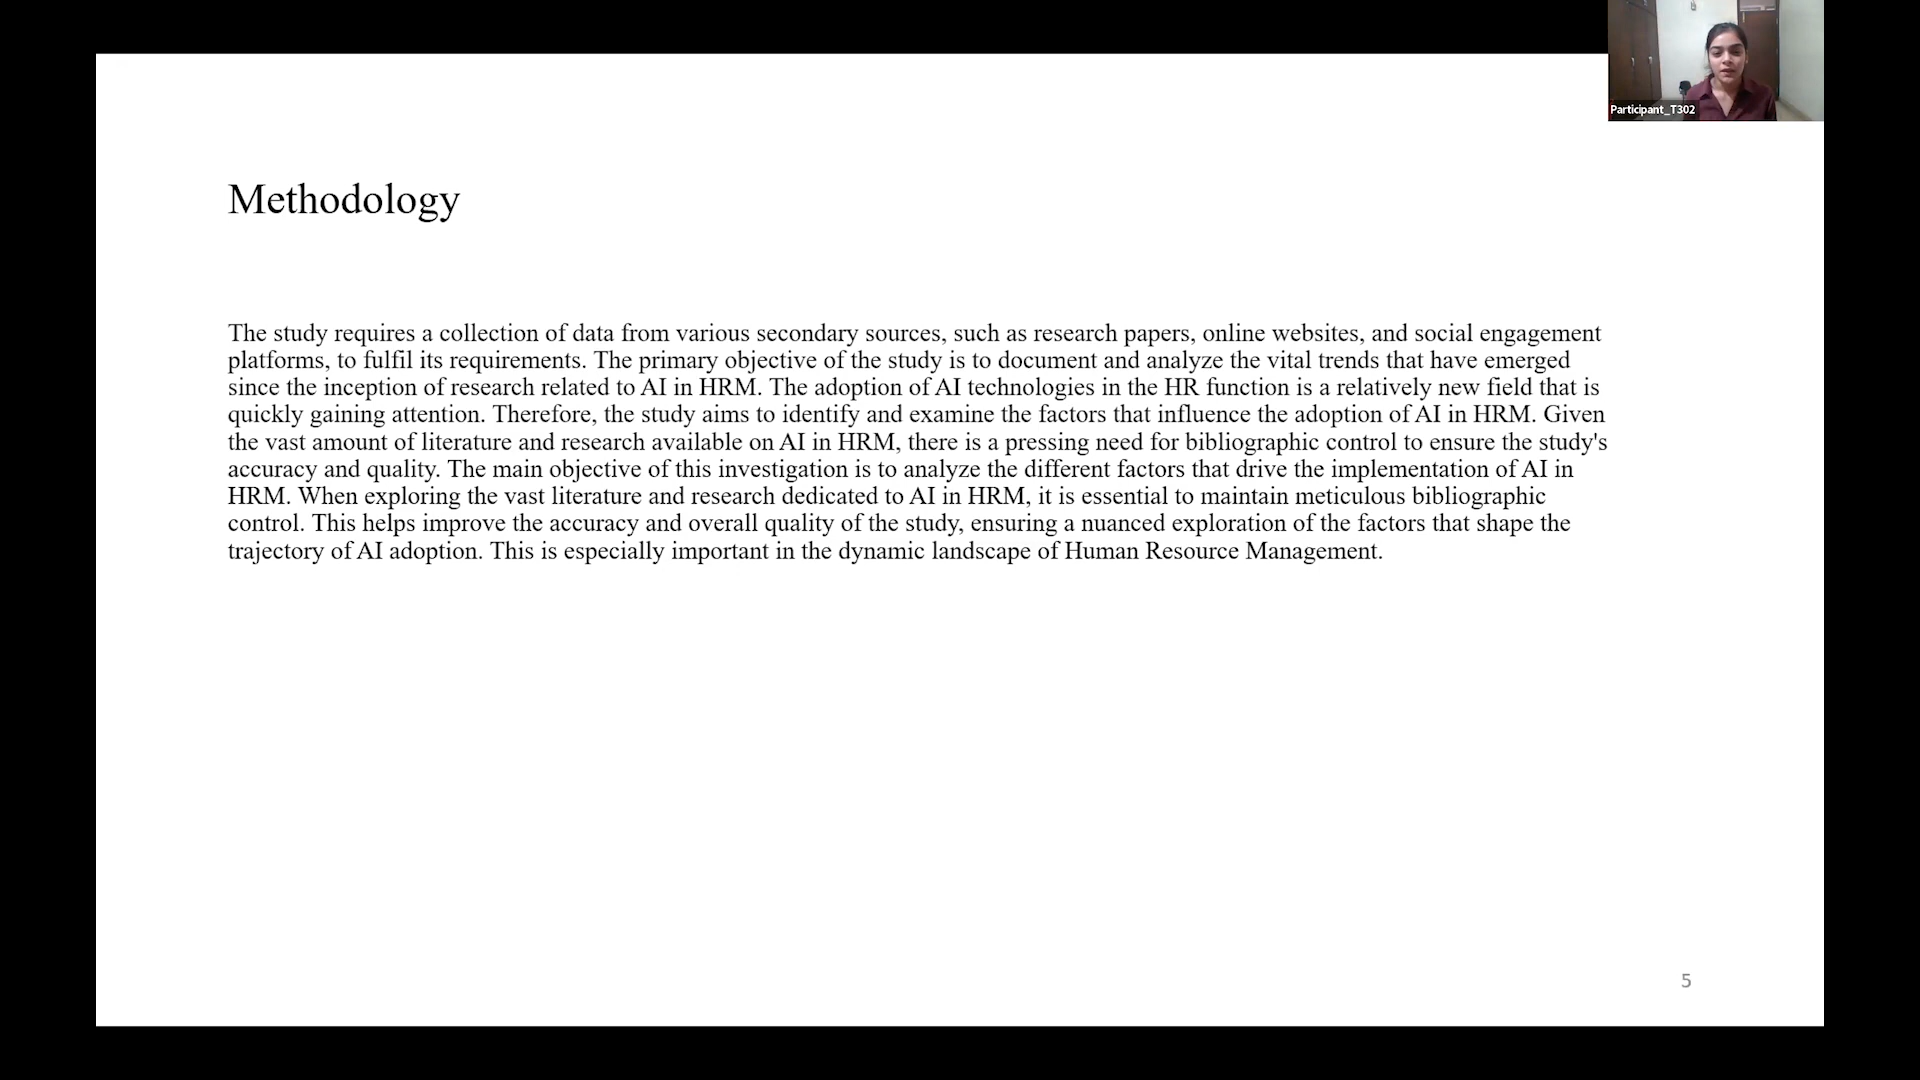 Participant_T302
Methodology
The study requires a collection of data from various secondary sources, such as research papers, online websites, and social engagement
platforms, to fulfil its requirements. The primary objective of the study is to document and analyze the vital trends that have emerged
since the inception of research related to AI in HRM. The adoption of AI technologies in the HR function is a relatively new field that is
quickly gaining attention. Therefore, the study aims to identify and examine the factors that influence the adoption of AI in HRM. Given
the vast amount of literature and research available on AI in HRM, there is a pressing need for bibliographic control to ensure the study's
accuracy and quality. The main objective of this investigation is to analyze the different factors that drive the implementation of AI in
HRM. When exploring the vast literature and research dedicated to AI in HRM, it is essential to maintain meticulous bibliographic
control. This helps improve the accuracy and overall quality of the study, ensuring a nuanced exploration of the factors that shape the
trajectory of AI adoption. This is especially important in the dynamic landscape of Human Resource Management.
5